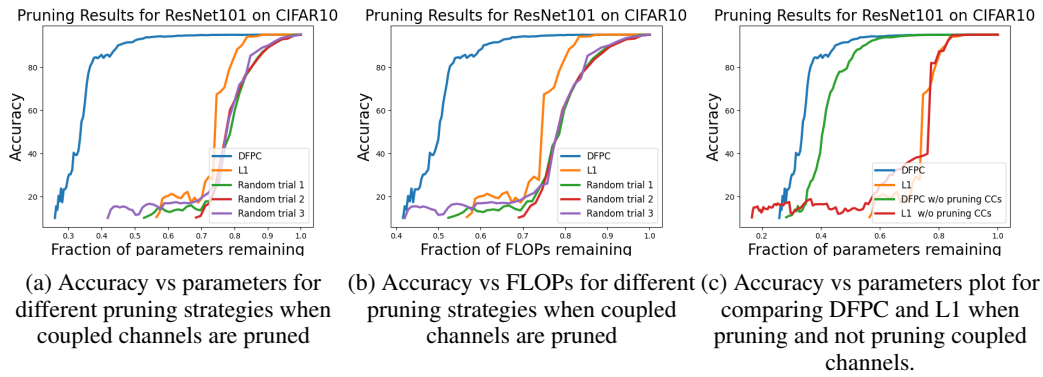 Pruning Results for ResNet101 on CIFAR10
Accuracy
80
60
40
20
DFPC
L1
Random trial 1
Random trial 2
Random trial 3
0.3
0.4
0.5
0.6
0.7
0.8
0.9
1.0
Fraction of parameters remaining
Pruning Results for ResNet101 on CIFAR10
Accuracy
80
60
40
20
DFPC
L1
Random trial 1
Random trial 2
Random trial 3
0.4
0.5
0.6
0.7
0.8
0.9
1.0
Fraction of FLOPs remaining
Pruning Results for ResNet101 on CIFAR10
Accuracy
80
60
40
20
DFPC
L1
DFPC w/o pruning CCs
L1 w/o pruning CCs
0.2
0.4
0.6
0.8
1.0
Fraction of parameters remaining
(a) Accuracy vs parameters for
different pruning strategies when
coupled channels are pruned
(b) Accuracy vs FLOPs for different
pruning strategies when coupled
channels are pruned
(c) Accuracy vs parameters plot for
comparing DFPC and L1 when
pruning and not pruning coupled
channels.